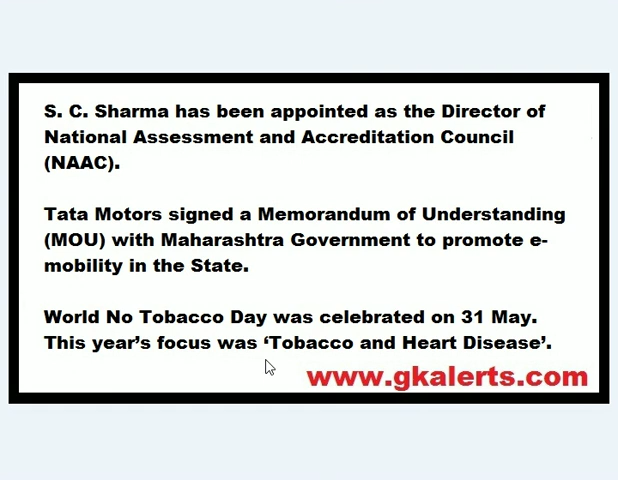 S. C. Sharma has been appointed as the Director of
National Assessment and Accreditation Council
(NAAC).
Tata Motors signed a Memorandum of Understanding
(MOU) with Maharashtra Government to promote e-
mobility in the State.
World No Tobacco Day was celebrated on 31 May.
This year’s focus was ‘Tobacco and Heart Disease’.
www.gkalerts.com